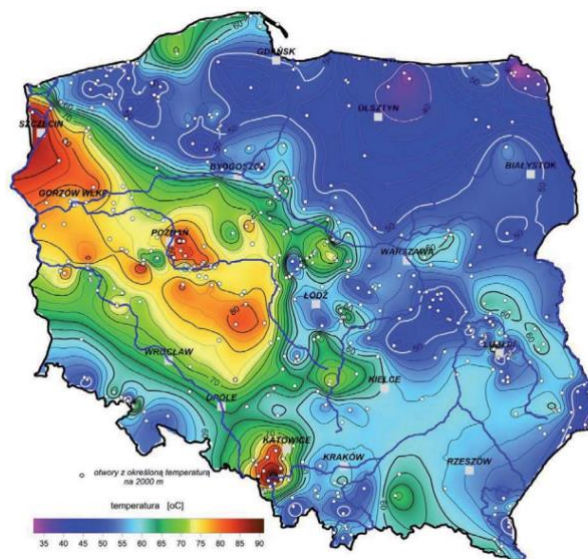 GDAŃSK
OLSZTYN
SZCZECIN
BYDGOSZCZ
BIAŁYSTOK
GORZÓW WLKP
POZNAŃ
WARSZAWA
ŁÓDŹ
LUBLIN
WROCŁAW
KIELCE
OPOLE
KATOWICE
KRAKÓW
RZESZÓW
otwory z określoną temperaturą
na 2000 m
temperatura [oC]
35 40 45 50 55 60 65 70 75 80 85 90